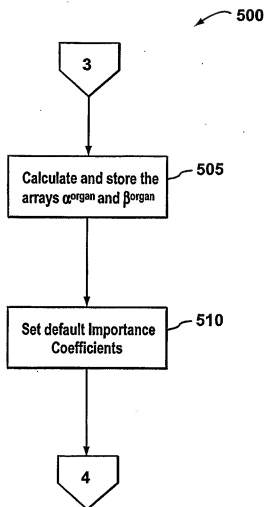 500
3
Calculate and store the
arrays α^organ and β^organ
505
Set default Importance
Coefficients
510
4